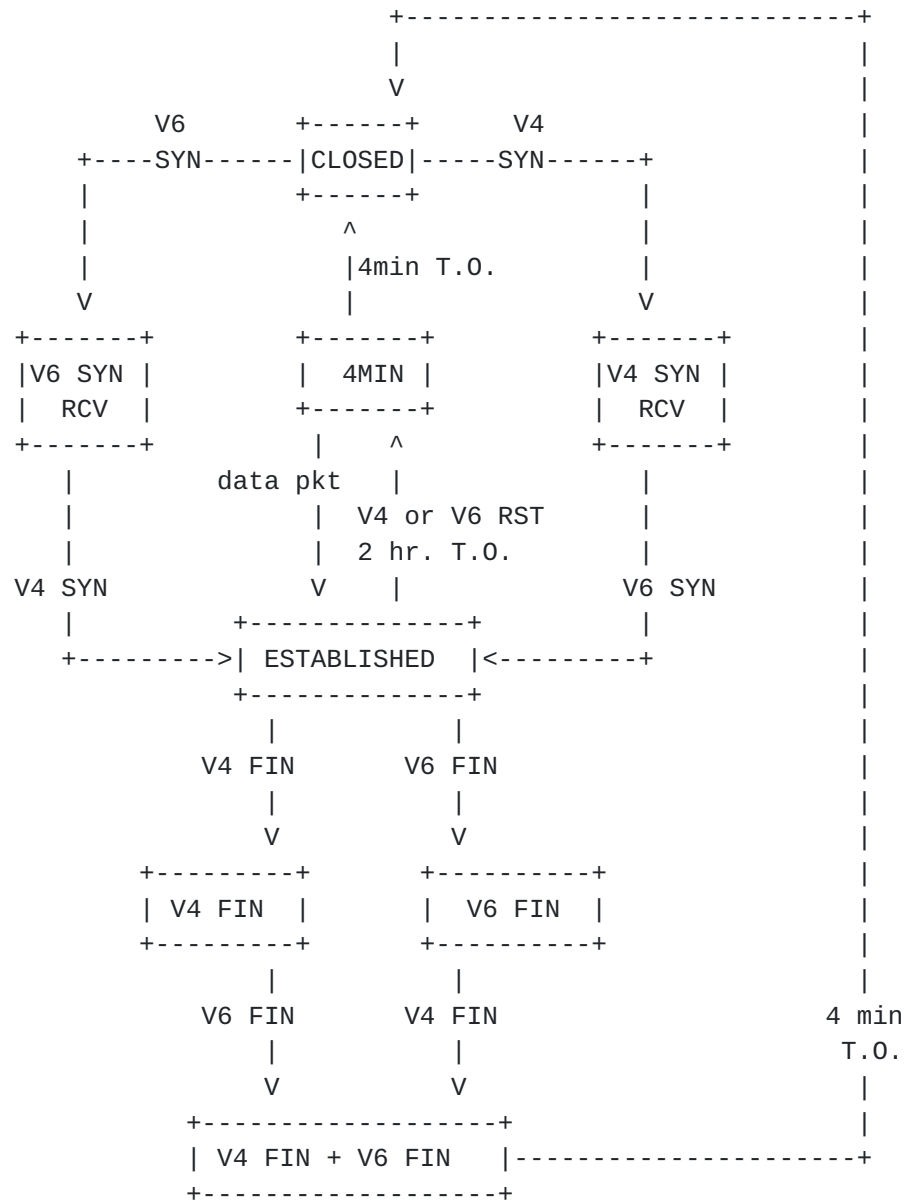 V6 V4
SYN CLOSED SYN
4min T.O.
V6 SYN 4MIN V4 SYN
RCV RCV
data pkt
V4 or V6 RST
2 hr. T.O.
V4 SYN V6 SYN
ESTABLISHED
V4 FIN V6 FIN
V4 FIN V6 FIN
V6 FIN V4 FIN 4 min
T.O.
V4 FIN + V6 FIN